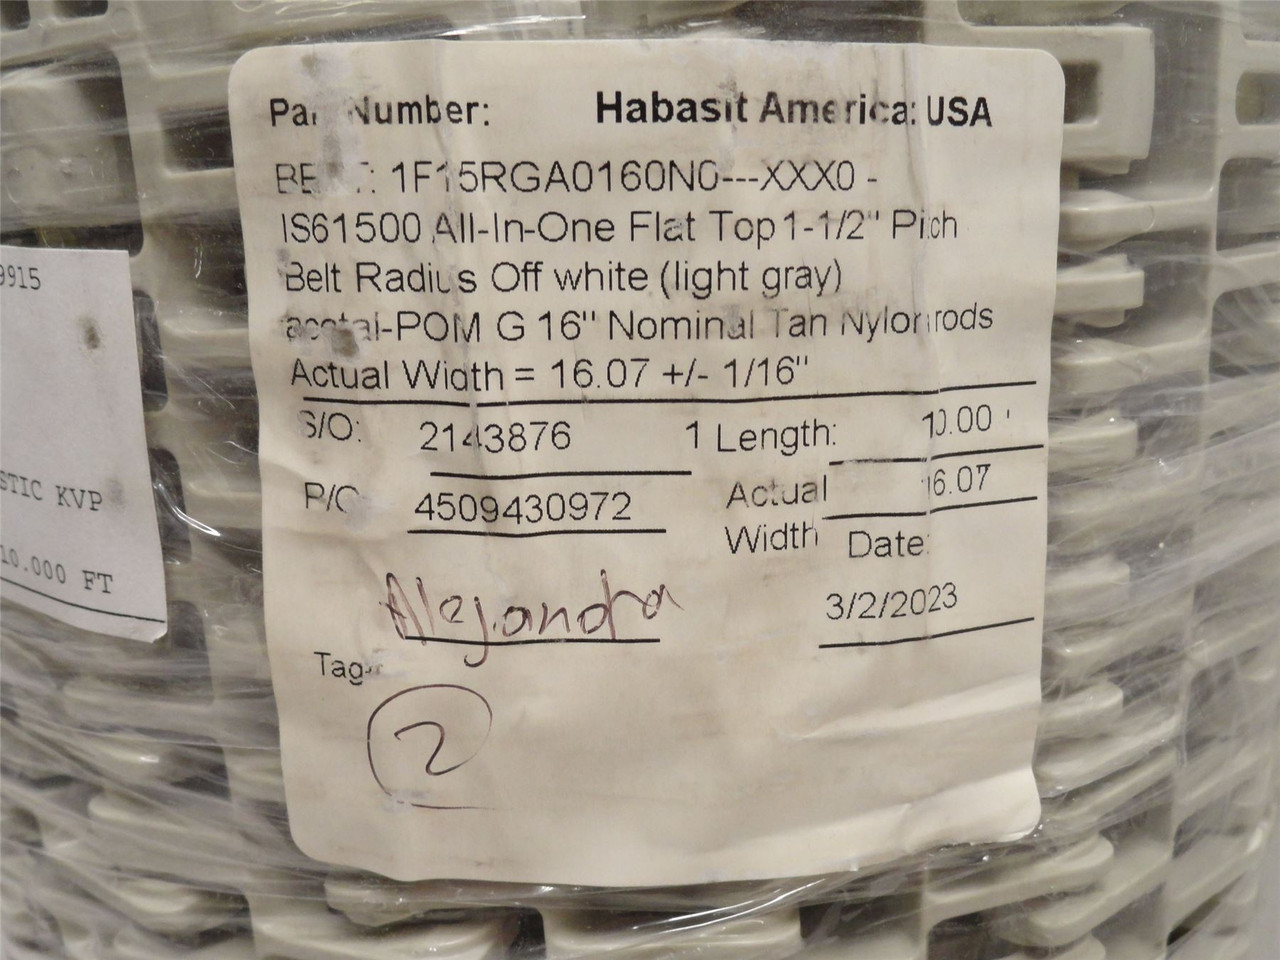 Part Number: Habasit America: USA
BELT: 1F15RGA0160N0---XXX0 -
IS61500 All-In-One Flat Top 1-1/2" Pitch
Belt Radius Off white (light gray)
acetal-POM G 16" Nominal Tan Nylon rods
Actual Width = 16.07 +/- 1/16"
S/O: 2143876 1 Length: 10.00 '
P/O 4509430972 Actual Width 16.07
Date:
3/2/2023
Alejandra
Tag
2
9915
STIC KVP
10.000 FT